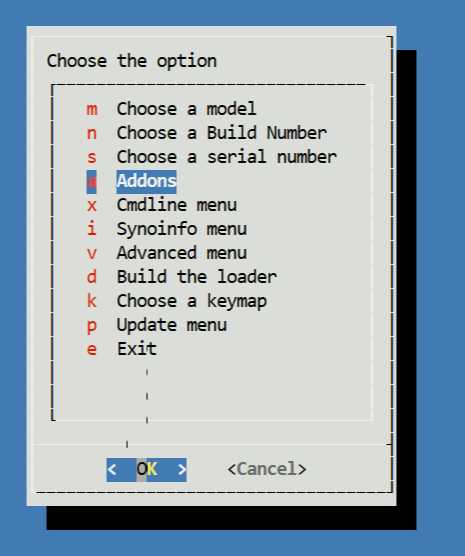 Choose the option
m Choose a model
n Choose a Build Number
s Choose a serial number
a Addons
x Cmdline menu
i Synoinfo menu
v Advanced menu
d Build the loader
k Choose a keymap
p Update menu
e Exit
< OK > <Cancel>